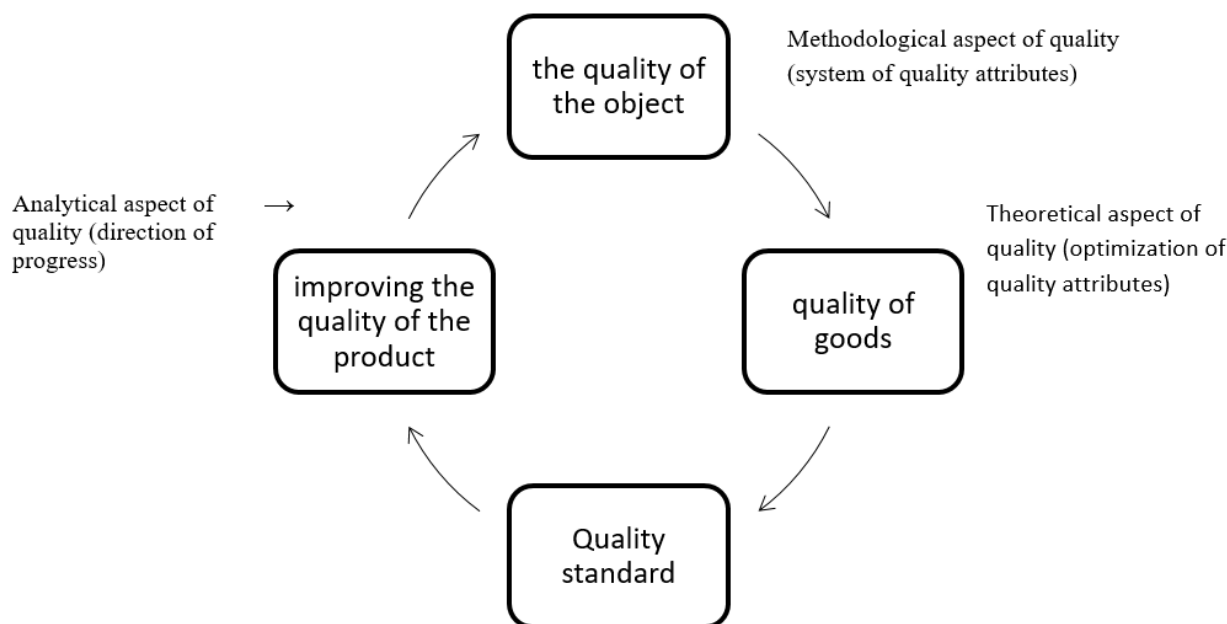 the quality of
the object
Methodological aspect of quality
(system of quality attributes)
Analytical aspect of →
quality (direction of
progress)
Theoretical aspect of
quality (optimization of
quality attributes)
improving the
quality of the
product
quality of
goods
Quality
standard